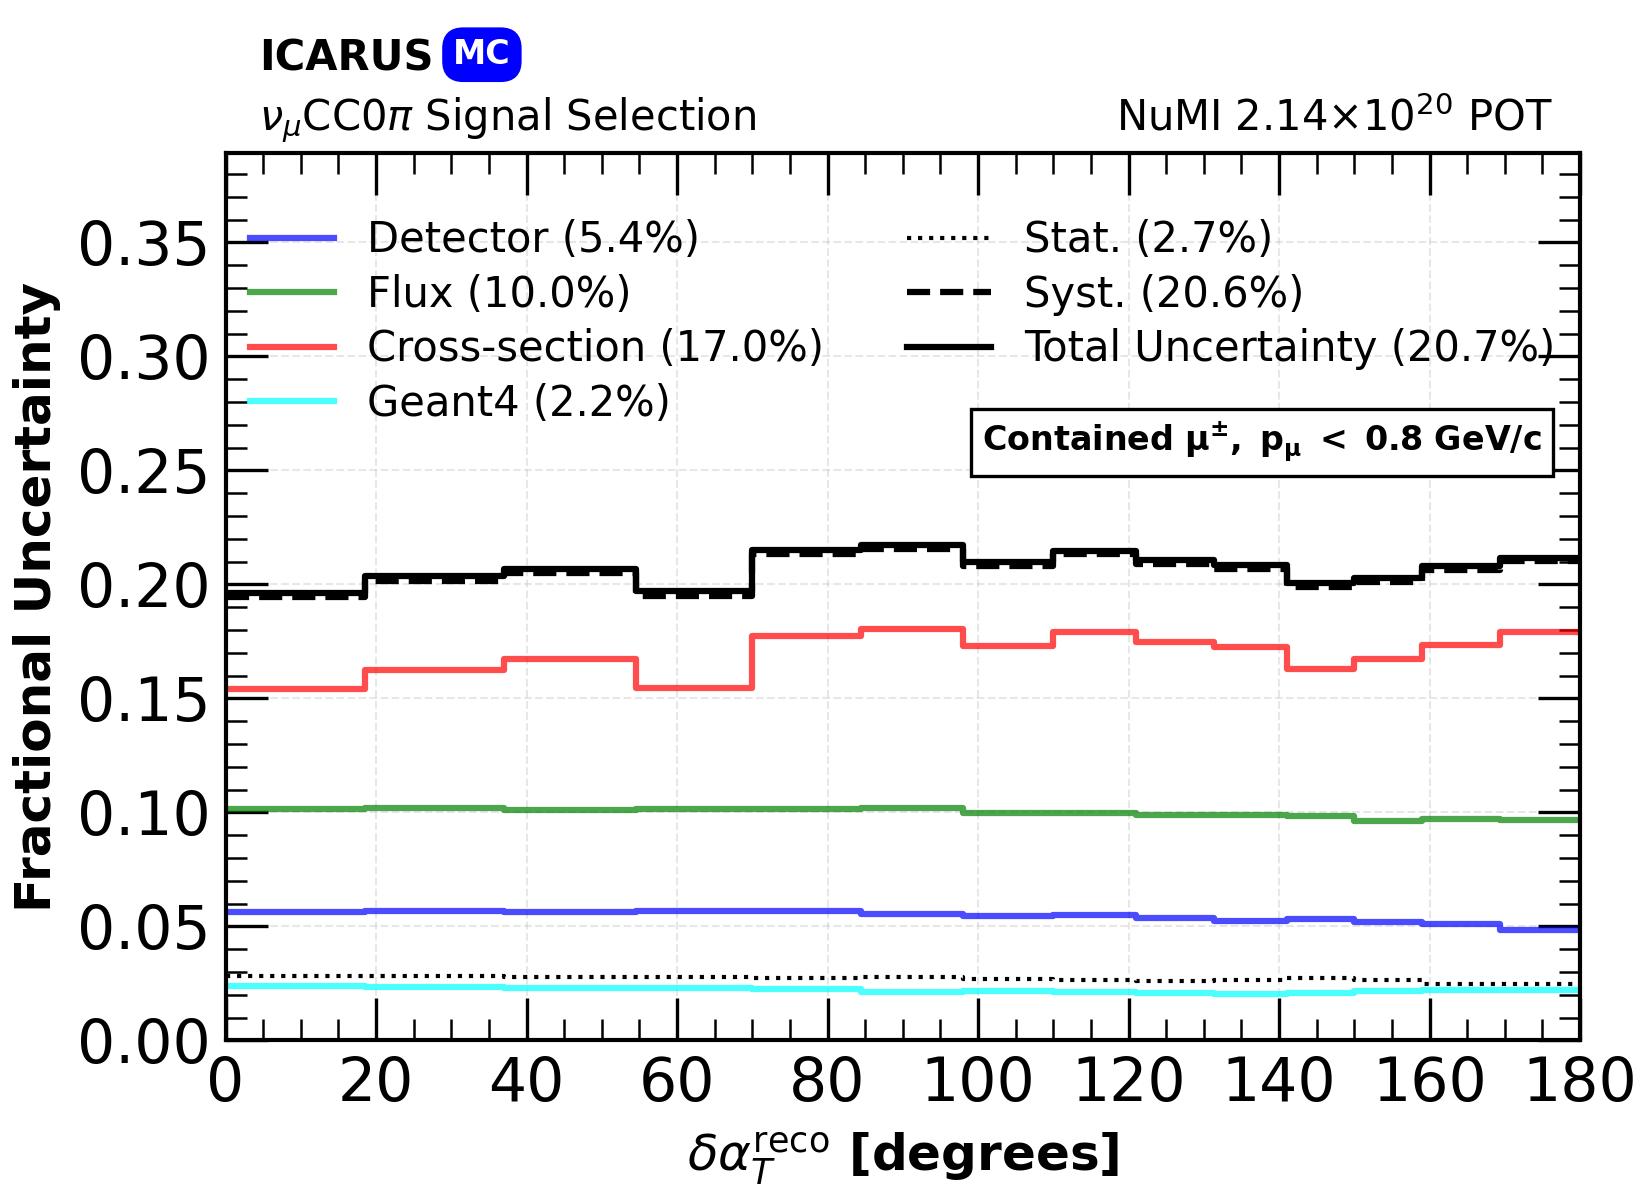 ICARUS MC
νμCC0π Signal Selection
NuMI 2.14×10²⁰ POT
Fractional Uncertainty
0.35
0.30
0.25
0.20
0.15
0.10
0.05
0.00
Detector (5.4%)
Flux (10.0%)
Cross-section (17.0%)
Geant4 (2.2%)
Stat. (2.7%)
Syst. (20.6%)
Total Uncertainty (20.7%)
Contained μ±, pμ < 0.8 GeV/c
0 20 40 60 80 100 120 140 160 180
δα_T^reco [degrees]